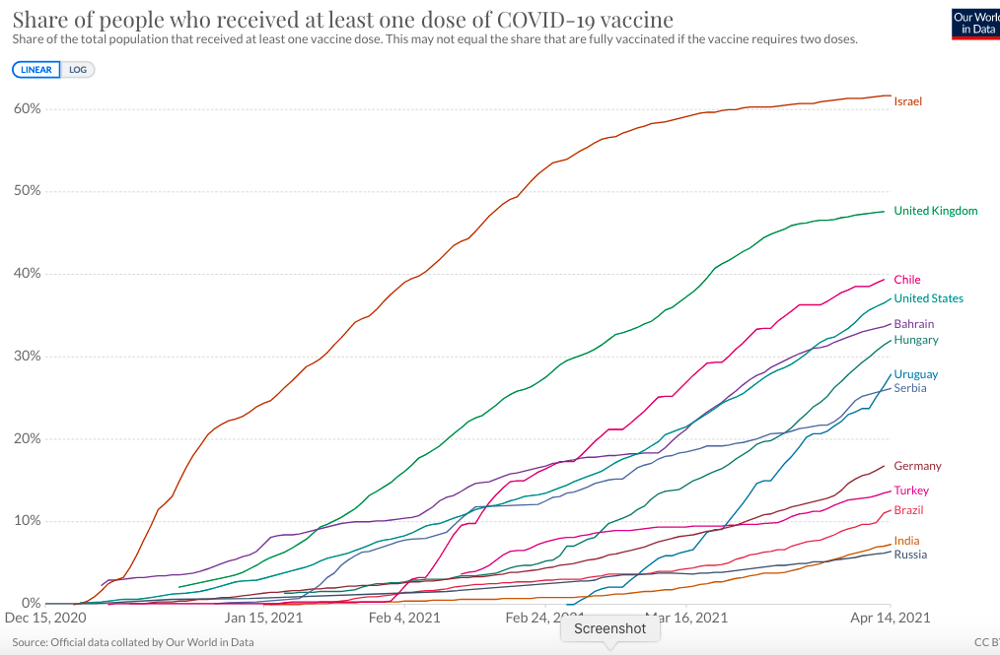 Share of people who received at least one dose of COVID-19 vaccine
Our World
in Data
Share of the total population that received at least one vaccine dose. This may not equal the share that are fully vaccinated if the vaccine requires two doses.
LINEAR LOG
60%
Israel
50%
United Kingdom
40%
Chile
United States
Bahrain
Hungary
30%
Uruguay
Serbia
20%
Germany
Turkey
Brazil
10%
India
Russia
0%
Dec 15, 2020 Jan 15, 2021 Feb 4, 2021 Feb 24, 2021 Mar 16, 2021 Apr 14, 2021
Screenshot
Source: Official data collated by Our World in Data CC